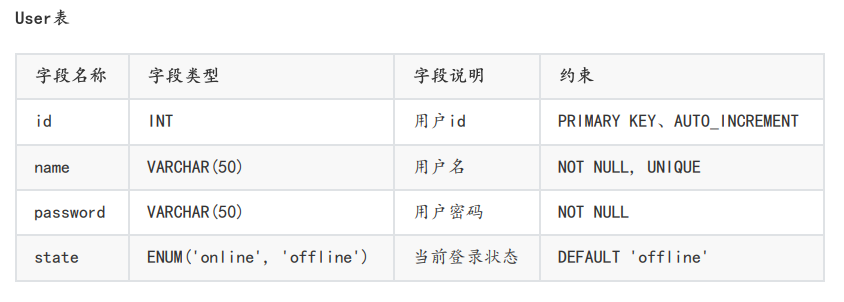 User表
字段名称 字段类型 字段说明 约束
id INT 用户id PRIMARY KEY、AUTO_INCREMENT
name VARCHAR(50) 用户名 NOT NULL, UNIQUE
password VARCHAR(50) 用户密码 NOT NULL
state ENUM('online', 'offline') 当前登录状态 DEFAULT 'offline'